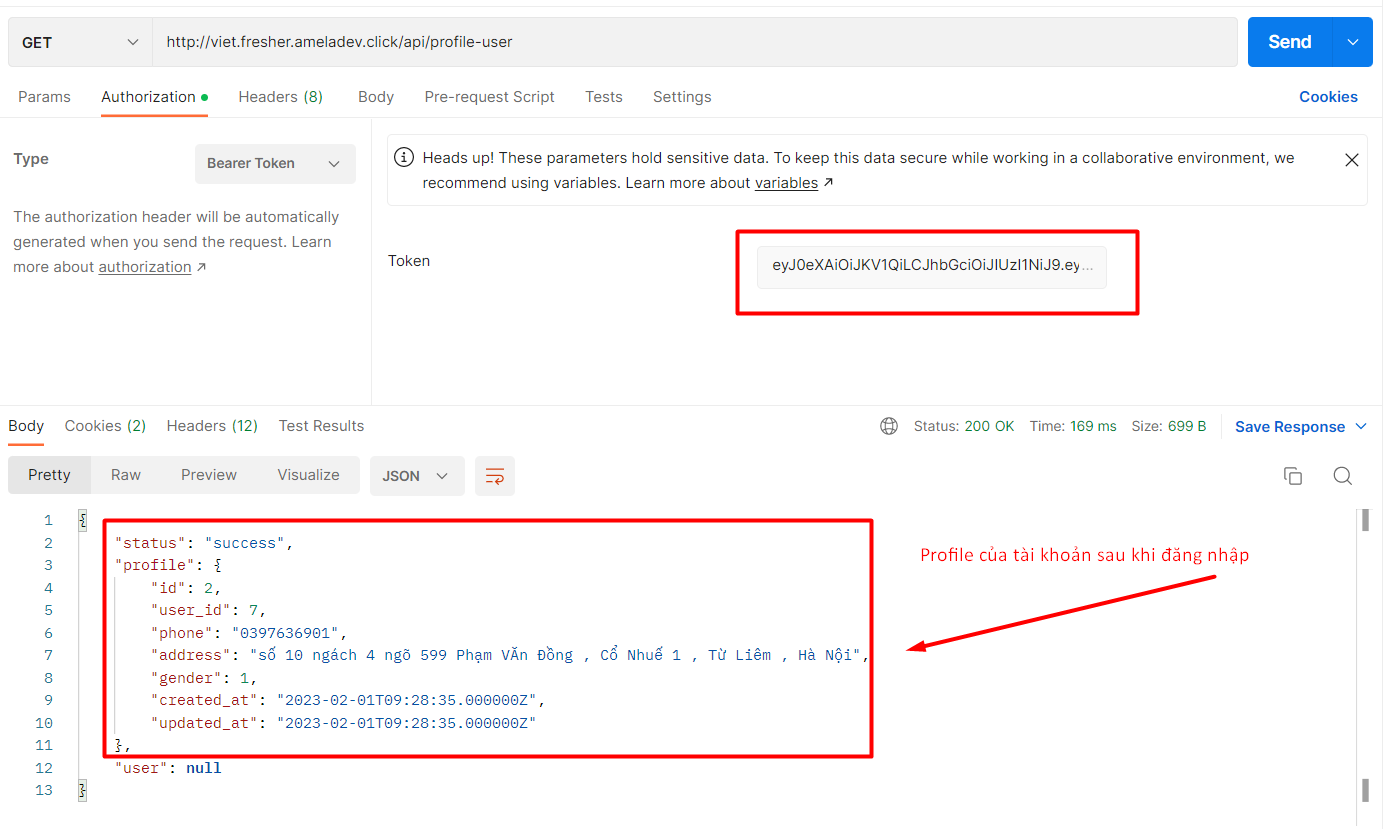 GET http://viet.fresher.ameladev.click/api/profile-user Send
Params Authorization Headers (8) Body Pre-request Script Tests Settings Cookies
Type Bearer Token
The authorization header will be automatically
generated when you send the request. Learn
more about authorization ↗
Heads up! These parameters hold sensitive data. To keep this data secure while working in a collaborative environment, we
recommend using variables. Learn more about variables ↗
Token eyJ0eXAiOiJKV1QiLCJhbGciOiJIUzI1NiJ9.ey...
Body Cookies (2) Headers (12) Test Results Status: 200 OK Time: 169 ms Size: 699 B Save Response
Pretty Raw Preview Visualize JSON
1 {
2 "status": "success",
3 "profile": {
4 "id": 2,
5 "user_id": 7,
6 "phone": "0397636901",
7 "address": "số 10 ngách 4 ngõ 599 Phạm VĂn Đồng , Cổ Nhuế 1 , Từ Liêm , Hà Nội",
8 "gender": 1,
9 "created_at": "2023-02-01T09:28:35.000000Z",
10 "updated_at": "2023-02-01T09:28:35.000000Z"
11 },
12 "user": null
13 }
Profile của tài khoản sau khi đăng nhập